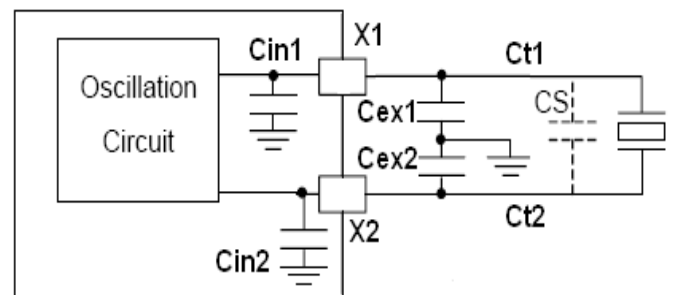 X1
Cin1
Ct1
Oscillation
Circuit
Cex1
CS
Cex2
X2
Ct2
Cin2